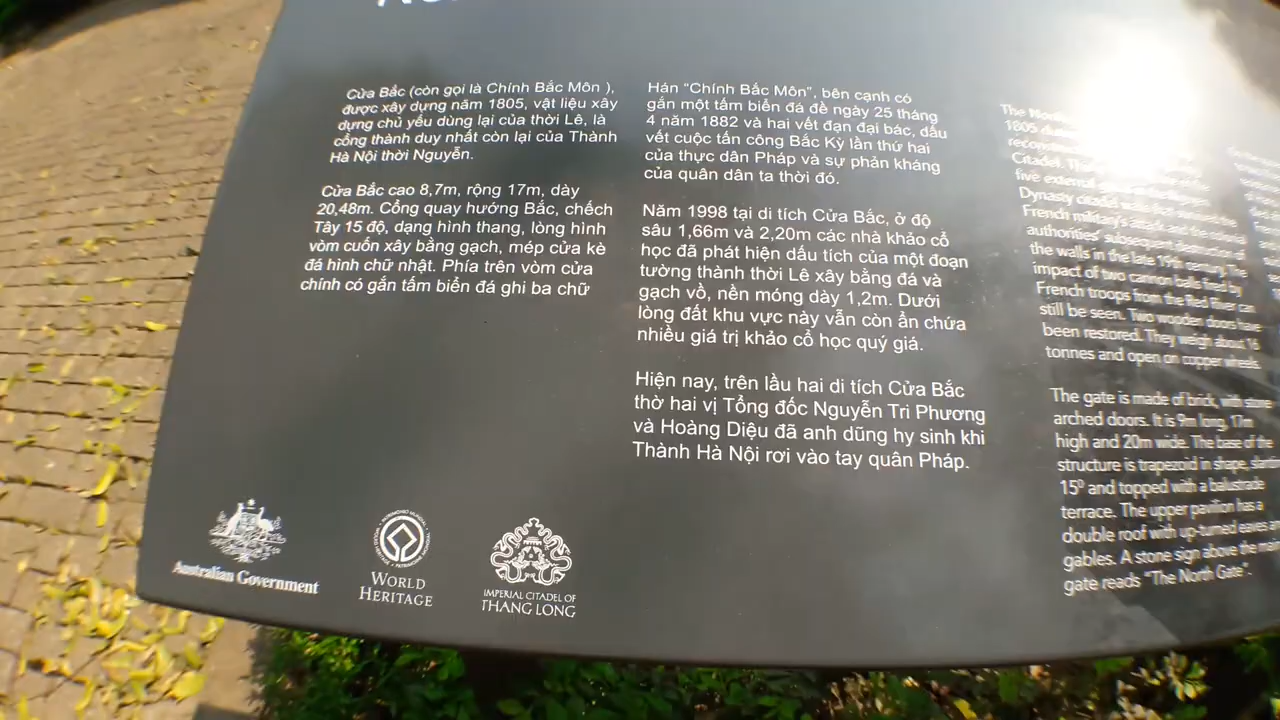 Cửa Bắc (còn gọi là Chính Bắc Môn ),
được xây dựng năm 1805, vật liệu xây
dựng chủ yếu dùng lại của thời Lê, là
cổng thành duy nhất còn lại của Thành
Hà Nội thời Nguyễn.
Cửa Bắc cao 8,7m, rộng 17m, dày
20,48m. Cổng quay hướng Bắc, chếch
Tây 15 độ, dạng hình thang, lòng hình
vòm cuốn xây bằng gạch, mép cửa kè
đá hình chữ nhật. Phía trên vòm cửa
chính có gắn tấm biển đá ghi ba chữ
Hán "Chính Bắc Môn", bên cạnh có
gắn một tấm biển đá đề ngày 25 tháng
4 năm 1882 và hai vết đạn đại bác, dấu
vết cuộc tấn công Bắc Kỳ lần thứ hai
của thực dân Pháp và sự phản kháng
của quân dân ta thời đó.
Năm 1998 tại di tích Cửa Bắc, ở độ
sâu 1,66m và 2,20m các nhà khảo cổ
học đã phát hiện dấu tích của một đoạn
tường thành thời Lê xây bằng đá và
gạch vồ, nền móng dày 1,2m. Dưới
lòng đất khu vực này vẫn còn ẩn chứa
nhiều giá trị khảo cổ học quý giá.
Hiện nay, trên lầu hai di tích Cửa Bắc
thờ hai vị Tổng đốc Nguyễn Tri Phương
và Hoàng Diệu đã anh dũng hy sinh khi
Thành Hà Nội rơi vào tay quân Pháp.
The
1805
Citadel.
five external
Dynasty citadel
French military's attack and the
authorities' subsequent destruction of
the walls in the late 19th century. The
impact of two cannon balls fired by
French troops from the Red River can
still be seen. Two wooden doors have
been restored. They weigh about 16
tonnes and open on copper wheels.
The gate is made of brick, with stone
arched doors. It is 9m long, 17m
high and 20m wide. The base of the
structure is trapezoid in shape,
15º and topped with a balustrade
terrace. The upper pavilion has a
double roof with up-turned eaves
gables. A stone sign above the main
gate reads "The North Gate".
Australian Government
WORLD
HERITAGE
IMPERIAL CITADEL OF
THANG LONG